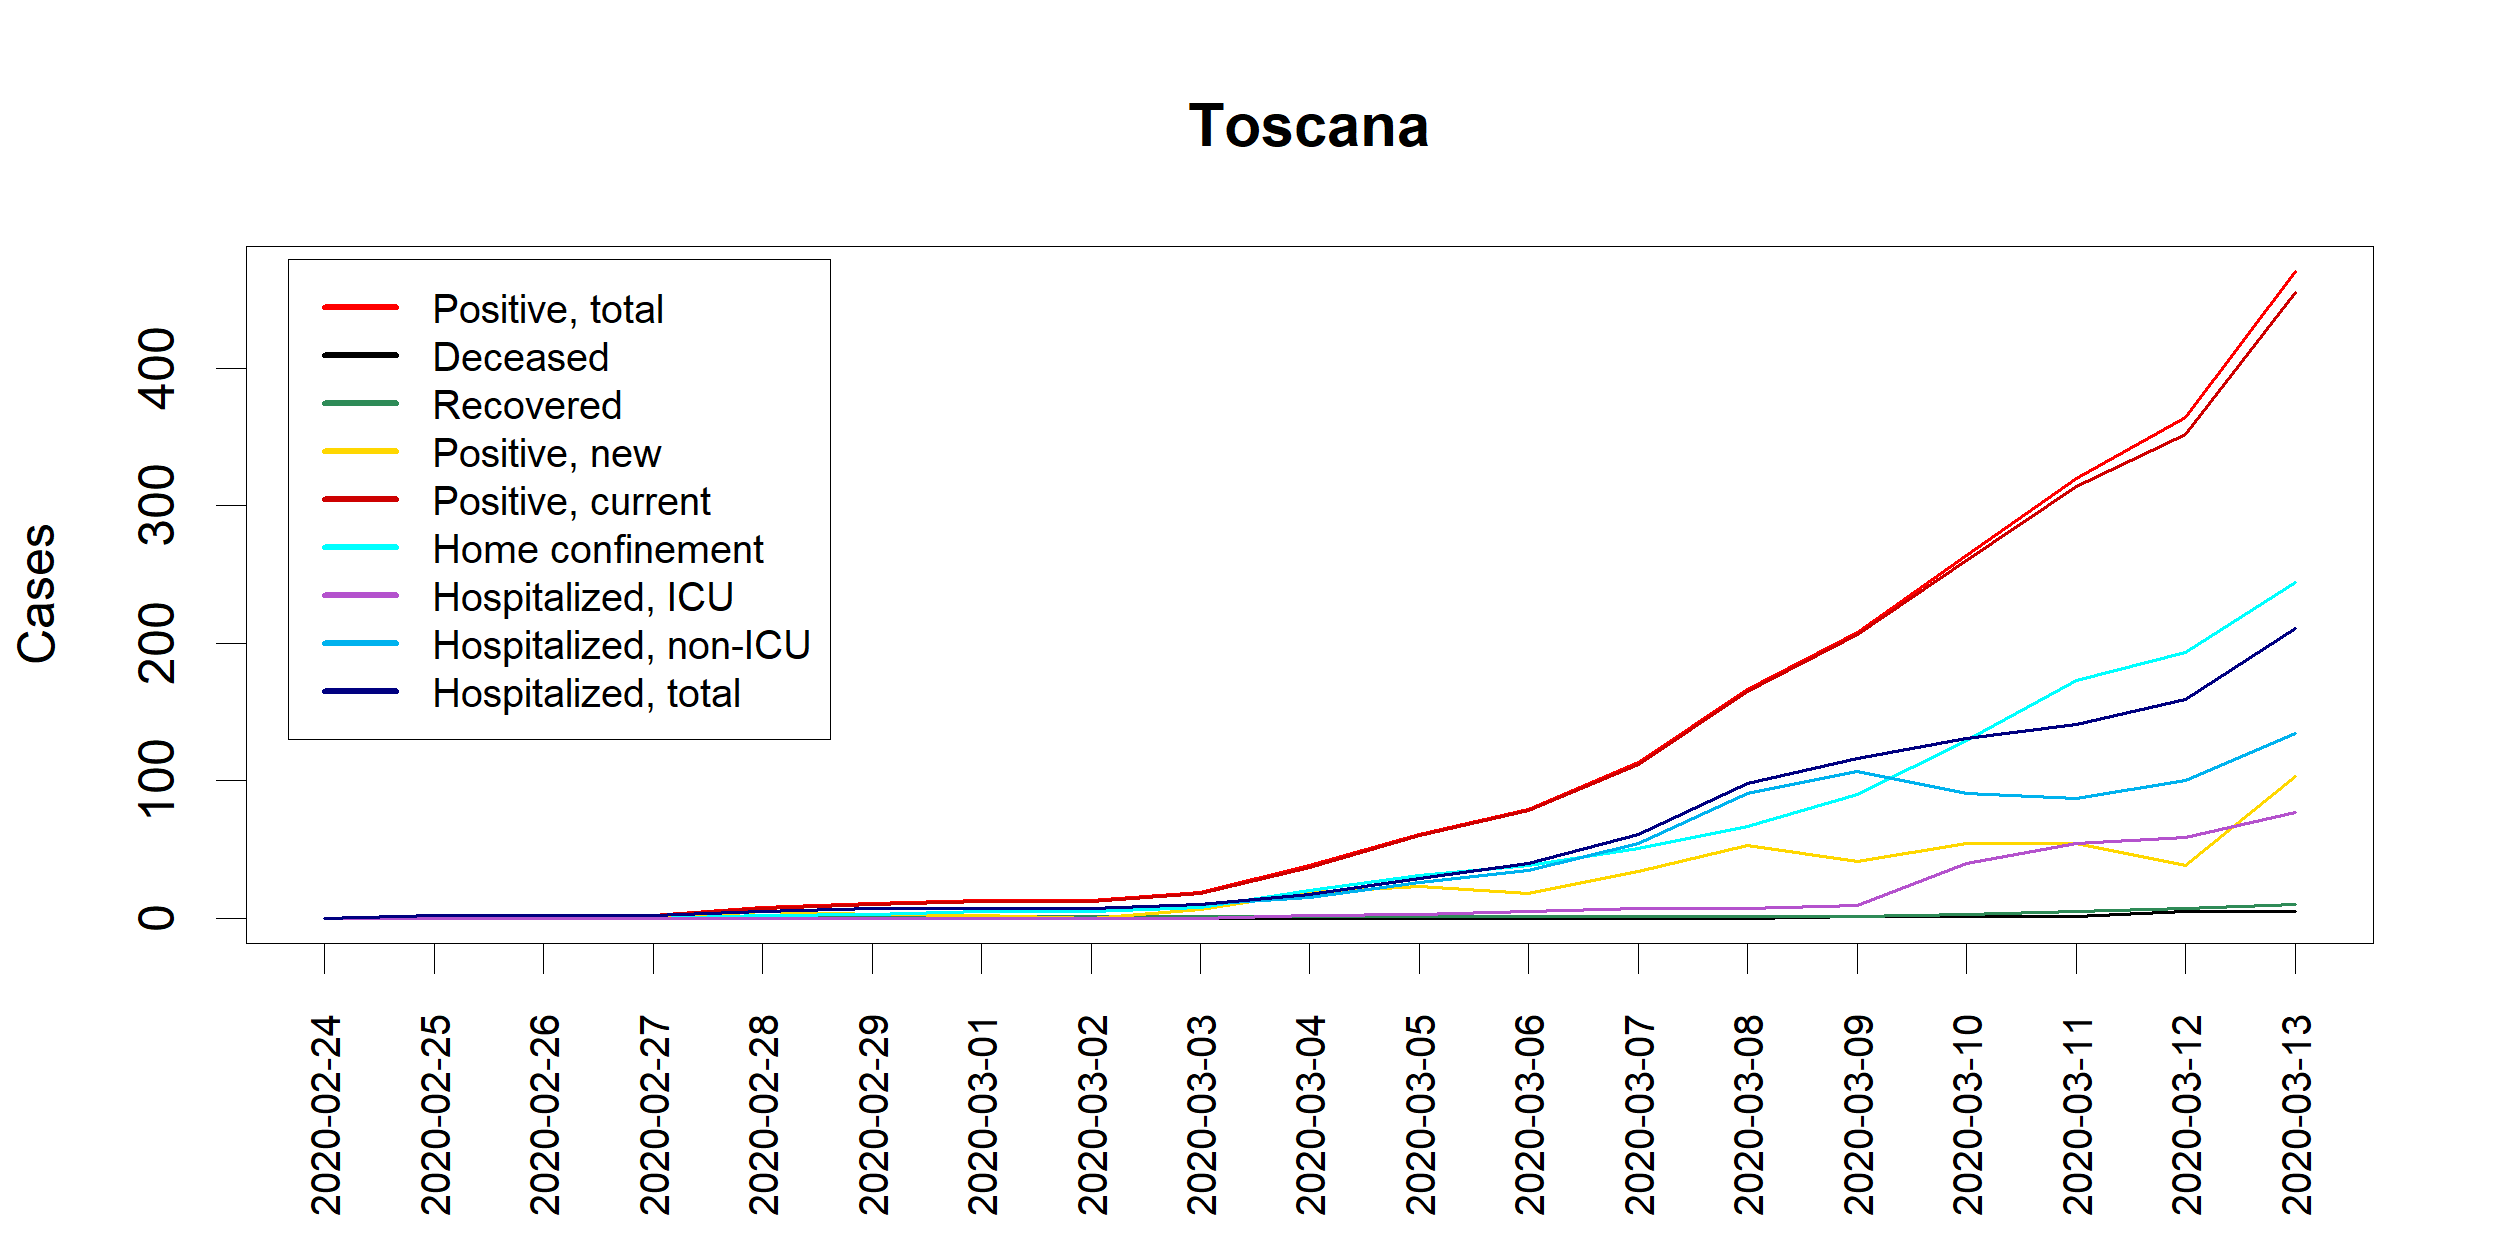 Toscana
Positive, total
Deceased
Recovered
Positive, new
Positive, current
Home confinement
Hospitalized, ICU
Hospitalized, non-ICU
Hospitalized, total
Cases
400
300
200
100
0
2020-02-24
2020-02-25
2020-02-26
2020-02-27
2020-02-28
2020-02-29
2020-03-01
2020-03-02
2020-03-03
2020-03-04
2020-03-05
2020-03-06
2020-03-07
2020-03-08
2020-03-09
2020-03-10
2020-03-11
2020-03-12
2020-03-13